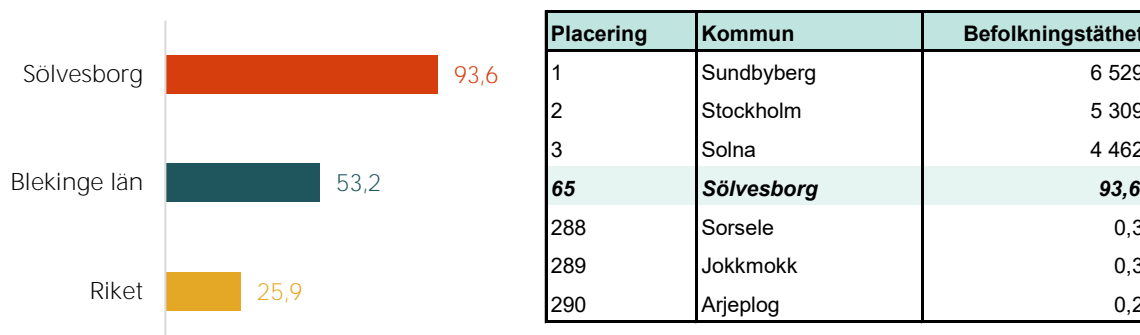 Sölvesborg 93,6
Blekinge län 53,2
Riket 25,9
Placering Kommun Befolkningstäthet
1 Sundbyberg 6 529
2 Stockholm 5 309
3 Solna 4 462
65 Sölvesborg 93,6
288 Sorsele 0,3
289 Jokkmokk 0,3
290 Arjeplog 0,2